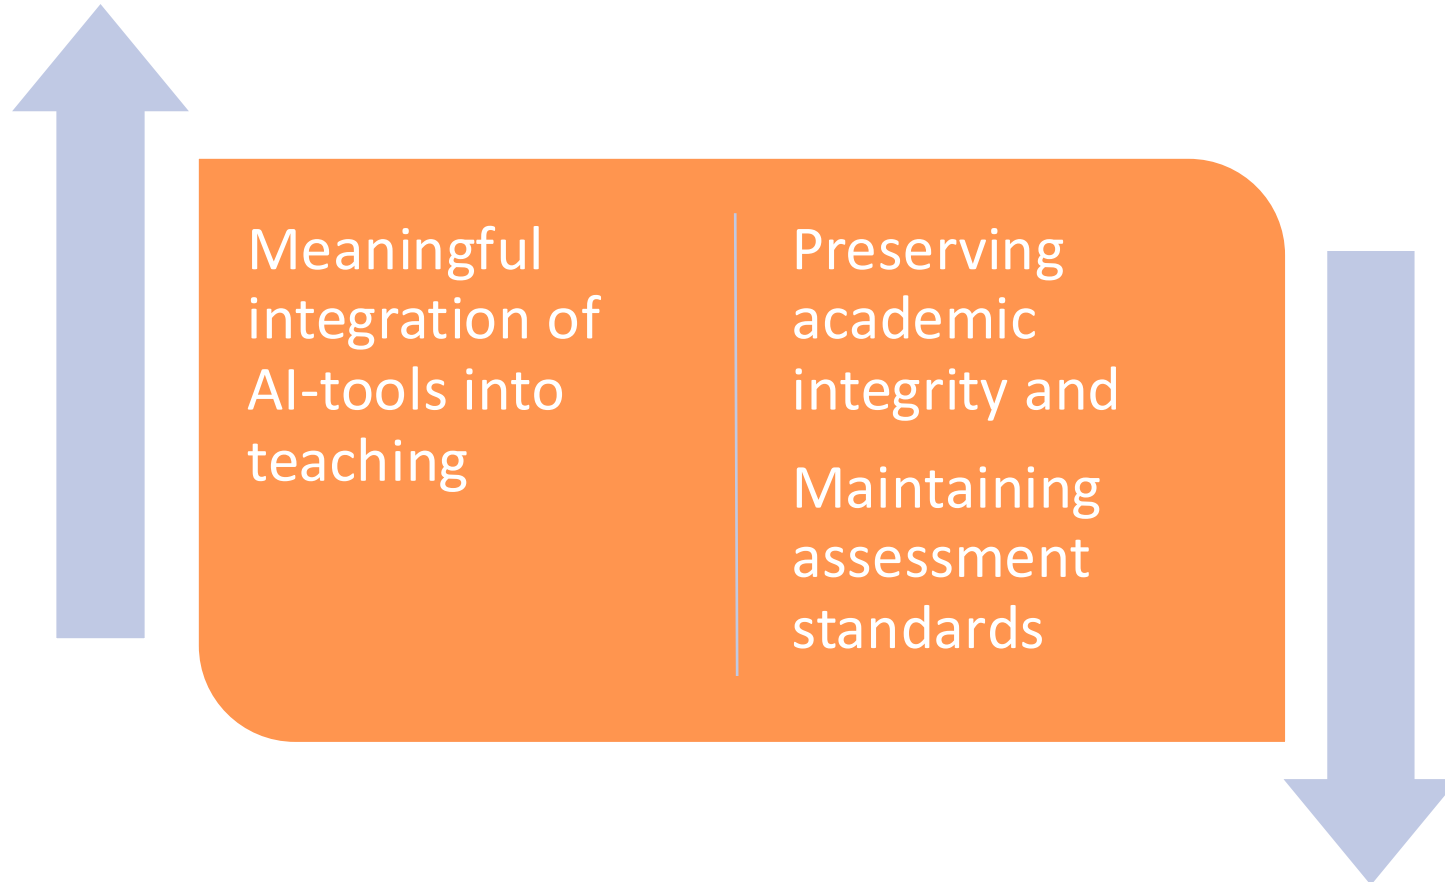 Meaningful
integration of
AI-tools into
teaching
Preserving
academic
integrity and
Maintaining
assessment
standards